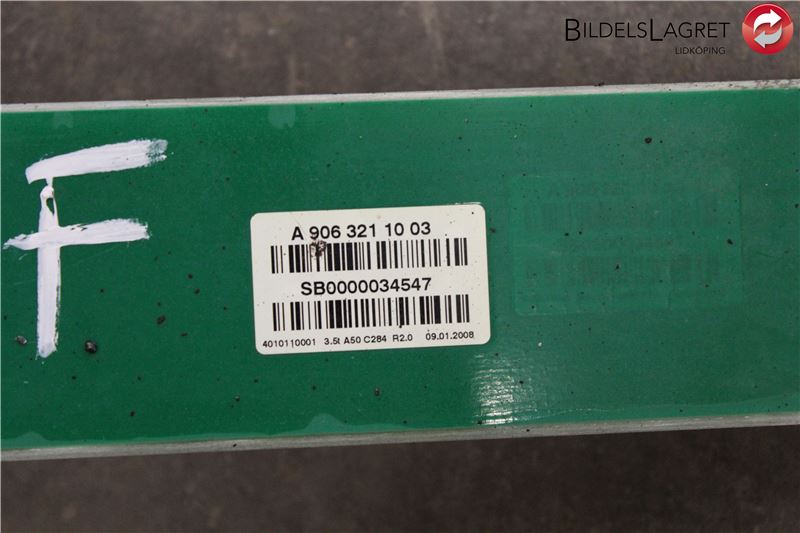 BILDELSLAGRET
LIDKÖPING
F
A 906 321 10 03
SB0000034547
4010110001 3.5t A50 C284 R2.0 09.01.2008